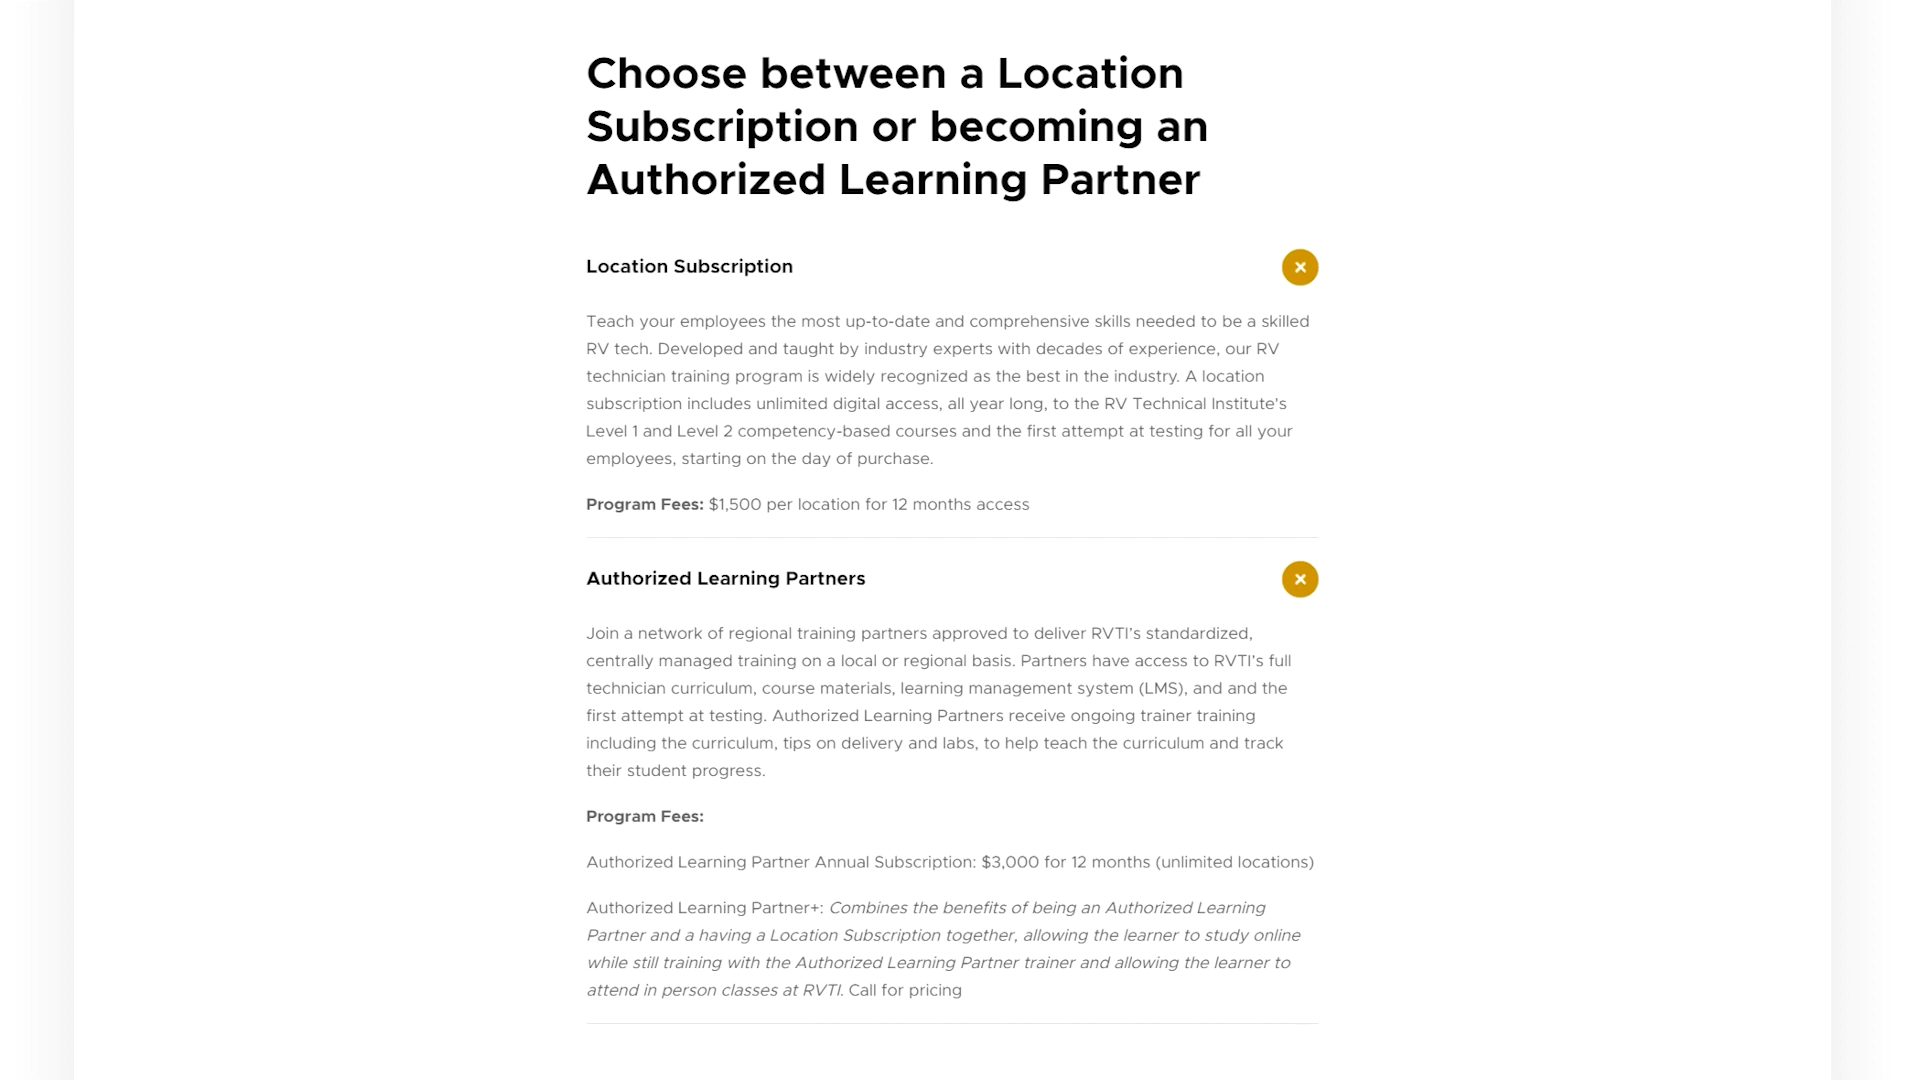 Choose between a Location
Subscription or becoming an
Authorized Learning Partner
Location Subscription
Teach your employees the most up-to-date and comprehensive skills needed to be a skilled
RV tech. Developed and taught by industry experts with decades of experience, our RV
technician training program is widely recognized as the best in the industry. A location
subscription includes unlimited digital access, all year long, to the RV Technical Institute's
Level 1 and Level 2 competency-based courses and the first attempt at testing for all your
employees, starting on the day of purchase.
Program Fees: $1,500 per location for 12 months access
Authorized Learning Partners
Join a network of regional training partners approved to deliver RVTI’s standardized,
centrally managed training on a local or regional basis. Partners have access to RVTI’s full
technician curriculum, course materials, learning management system (LMS), and and the
first attempt at testing. Authorized Learning Partners receive ongoing trainer training
including the curriculum, tips on delivery and labs, to help teach the curriculum and track
their student progress.
Program Fees:
Authorized Learning Partner Annual Subscription: $3,000 for 12 months (unlimited locations)
Authorized Learning Partner+: Combines the benefits of being an Authorized Learning
Partner and a having a Location Subscription together, allowing the learner to study online
while still training with the Authorized Learning Partner trainer and allowing the learner to
attend in person classes at RVTI. Call for pricing